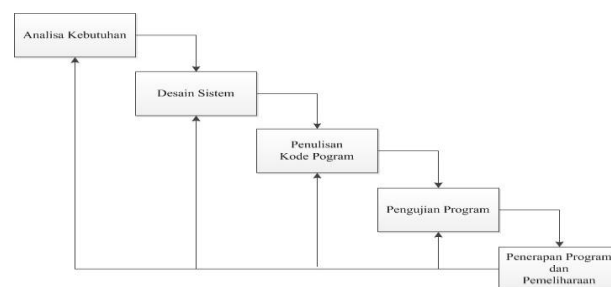 Analisa Kebutuhan
Desain Sistem
Penulisan
Kode Pogram
Pengujian Program
Penerapan Program
dan
Pemeliharaan